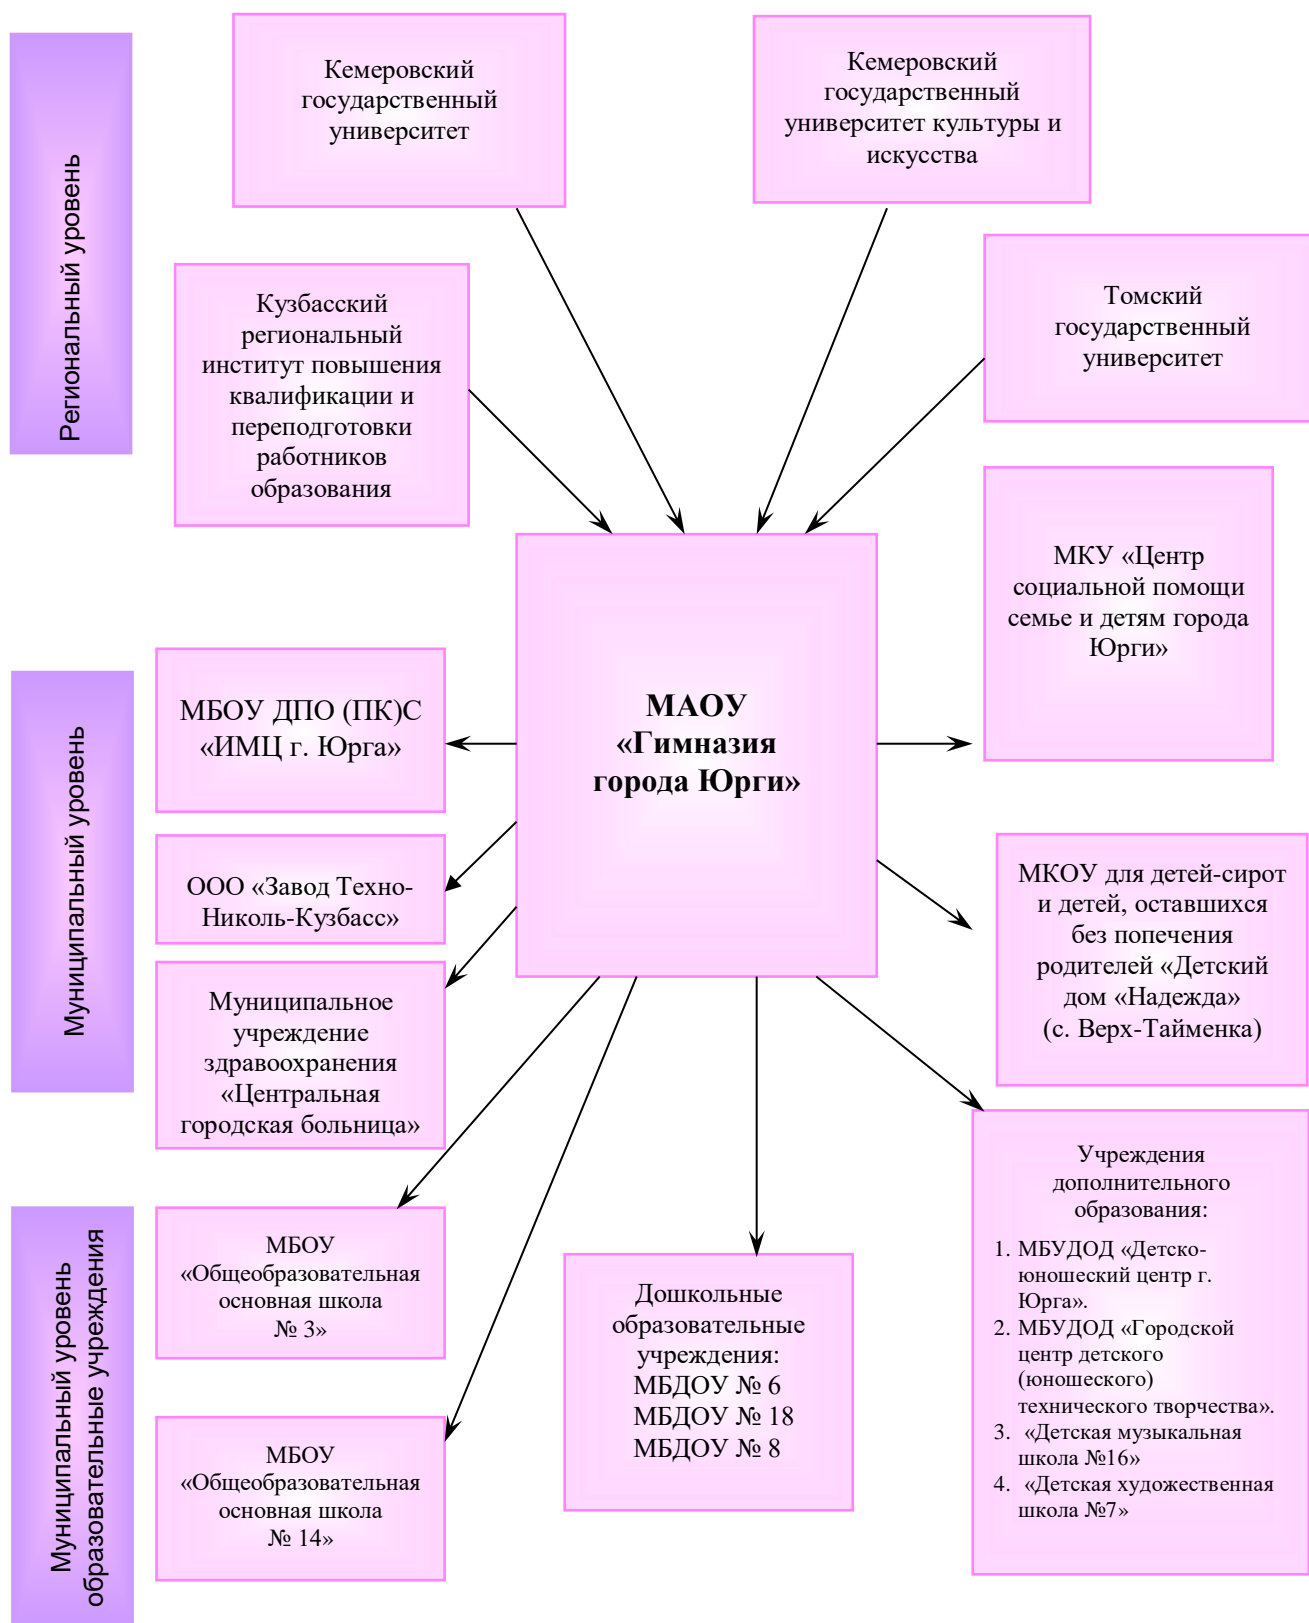 Региональный уровень
Кемеровский
государственный
университет
Кемеровский
государственный
университет культуры и
искусства
Кузбасский
региональный
институт повышения
квалификации и
переподготовки
работников
образования
Томский
государственный
университет
МКУ «Центр
социальной помощи
семье и детям города
Юрги»
Муниципальный уровень
МБОУ ДПО (ПК)С
«ИМЦ г. Юрга»
МАОУ
«Гимназия
города Юрги»
ООО «Завод Техно-
Николь-Кузбасс»
МКОУ для детей-сирот
и детей, оставшихся
без попечения
родителей «Детский
дом «Надежда»
(с. Верх-Тайменка)
Муниципальное
учреждение
здравоохранения
«Центральная
городская больница»
Муниципальный уровень
образовательные учреждения
МБОУ
«Общеобразовательная
основная школа
№ 3»
МБОУ
«Общеобразовательная
основная школа
№ 14»
Дошкольные
образовательные
учреждения:
МБДОУ № 6
МБДОУ № 18
МБДОУ № 8
Учреждения
дополнительного
образования:
1. МБУДОД «Детско-
юношеский центр г.
Юрга».
2. МБУДОД «Городской
центр детского
(юношеского)
технического творчества».
3. «Детская музыкальная
школа №16»
4. «Детская художественная
школа №7»